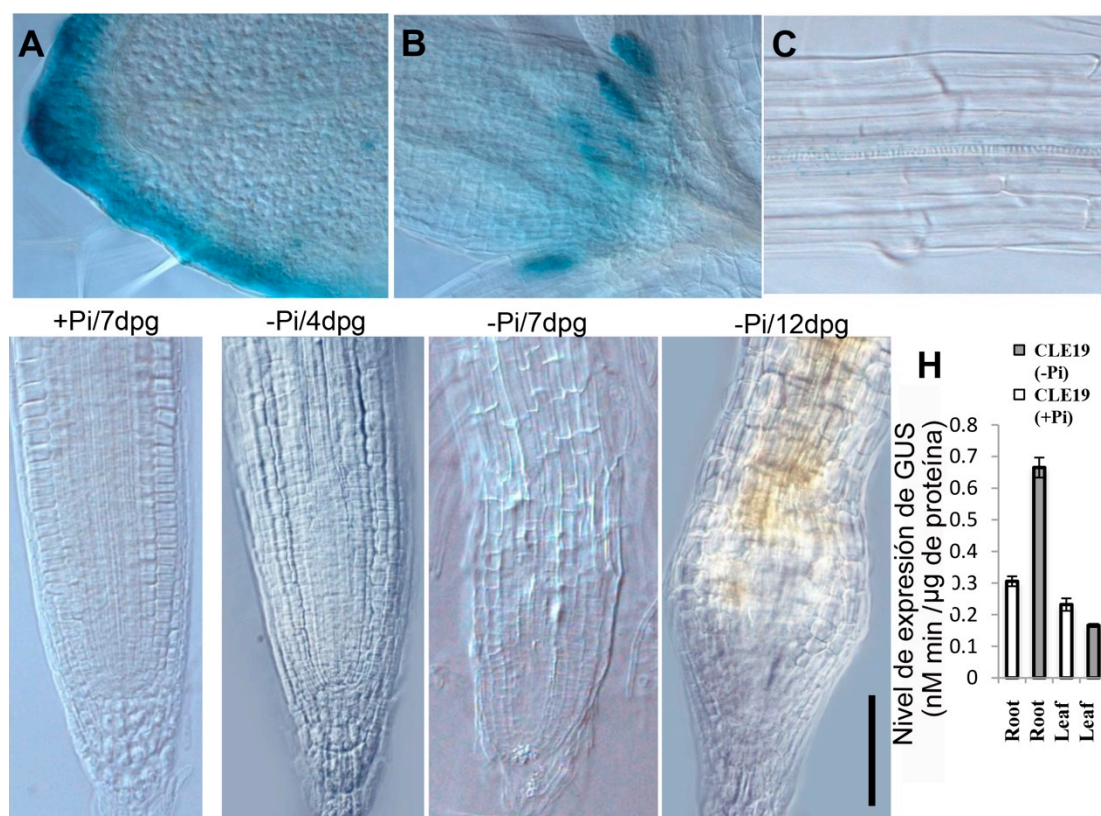 A
B
C
+Pi/7dpg
-Pi/4dpg
-Pi/7dpg
-Pi/12dpg
H
CLE19
(-Pi)
CLE19
(+Pi)
Nivel de expresión de GUS
(nM min /µg de proteína)
0.8
0.7
0.6
0.5
0.4
0.3
0.2
0.1
0
Root
Root
Leaf
Leaf